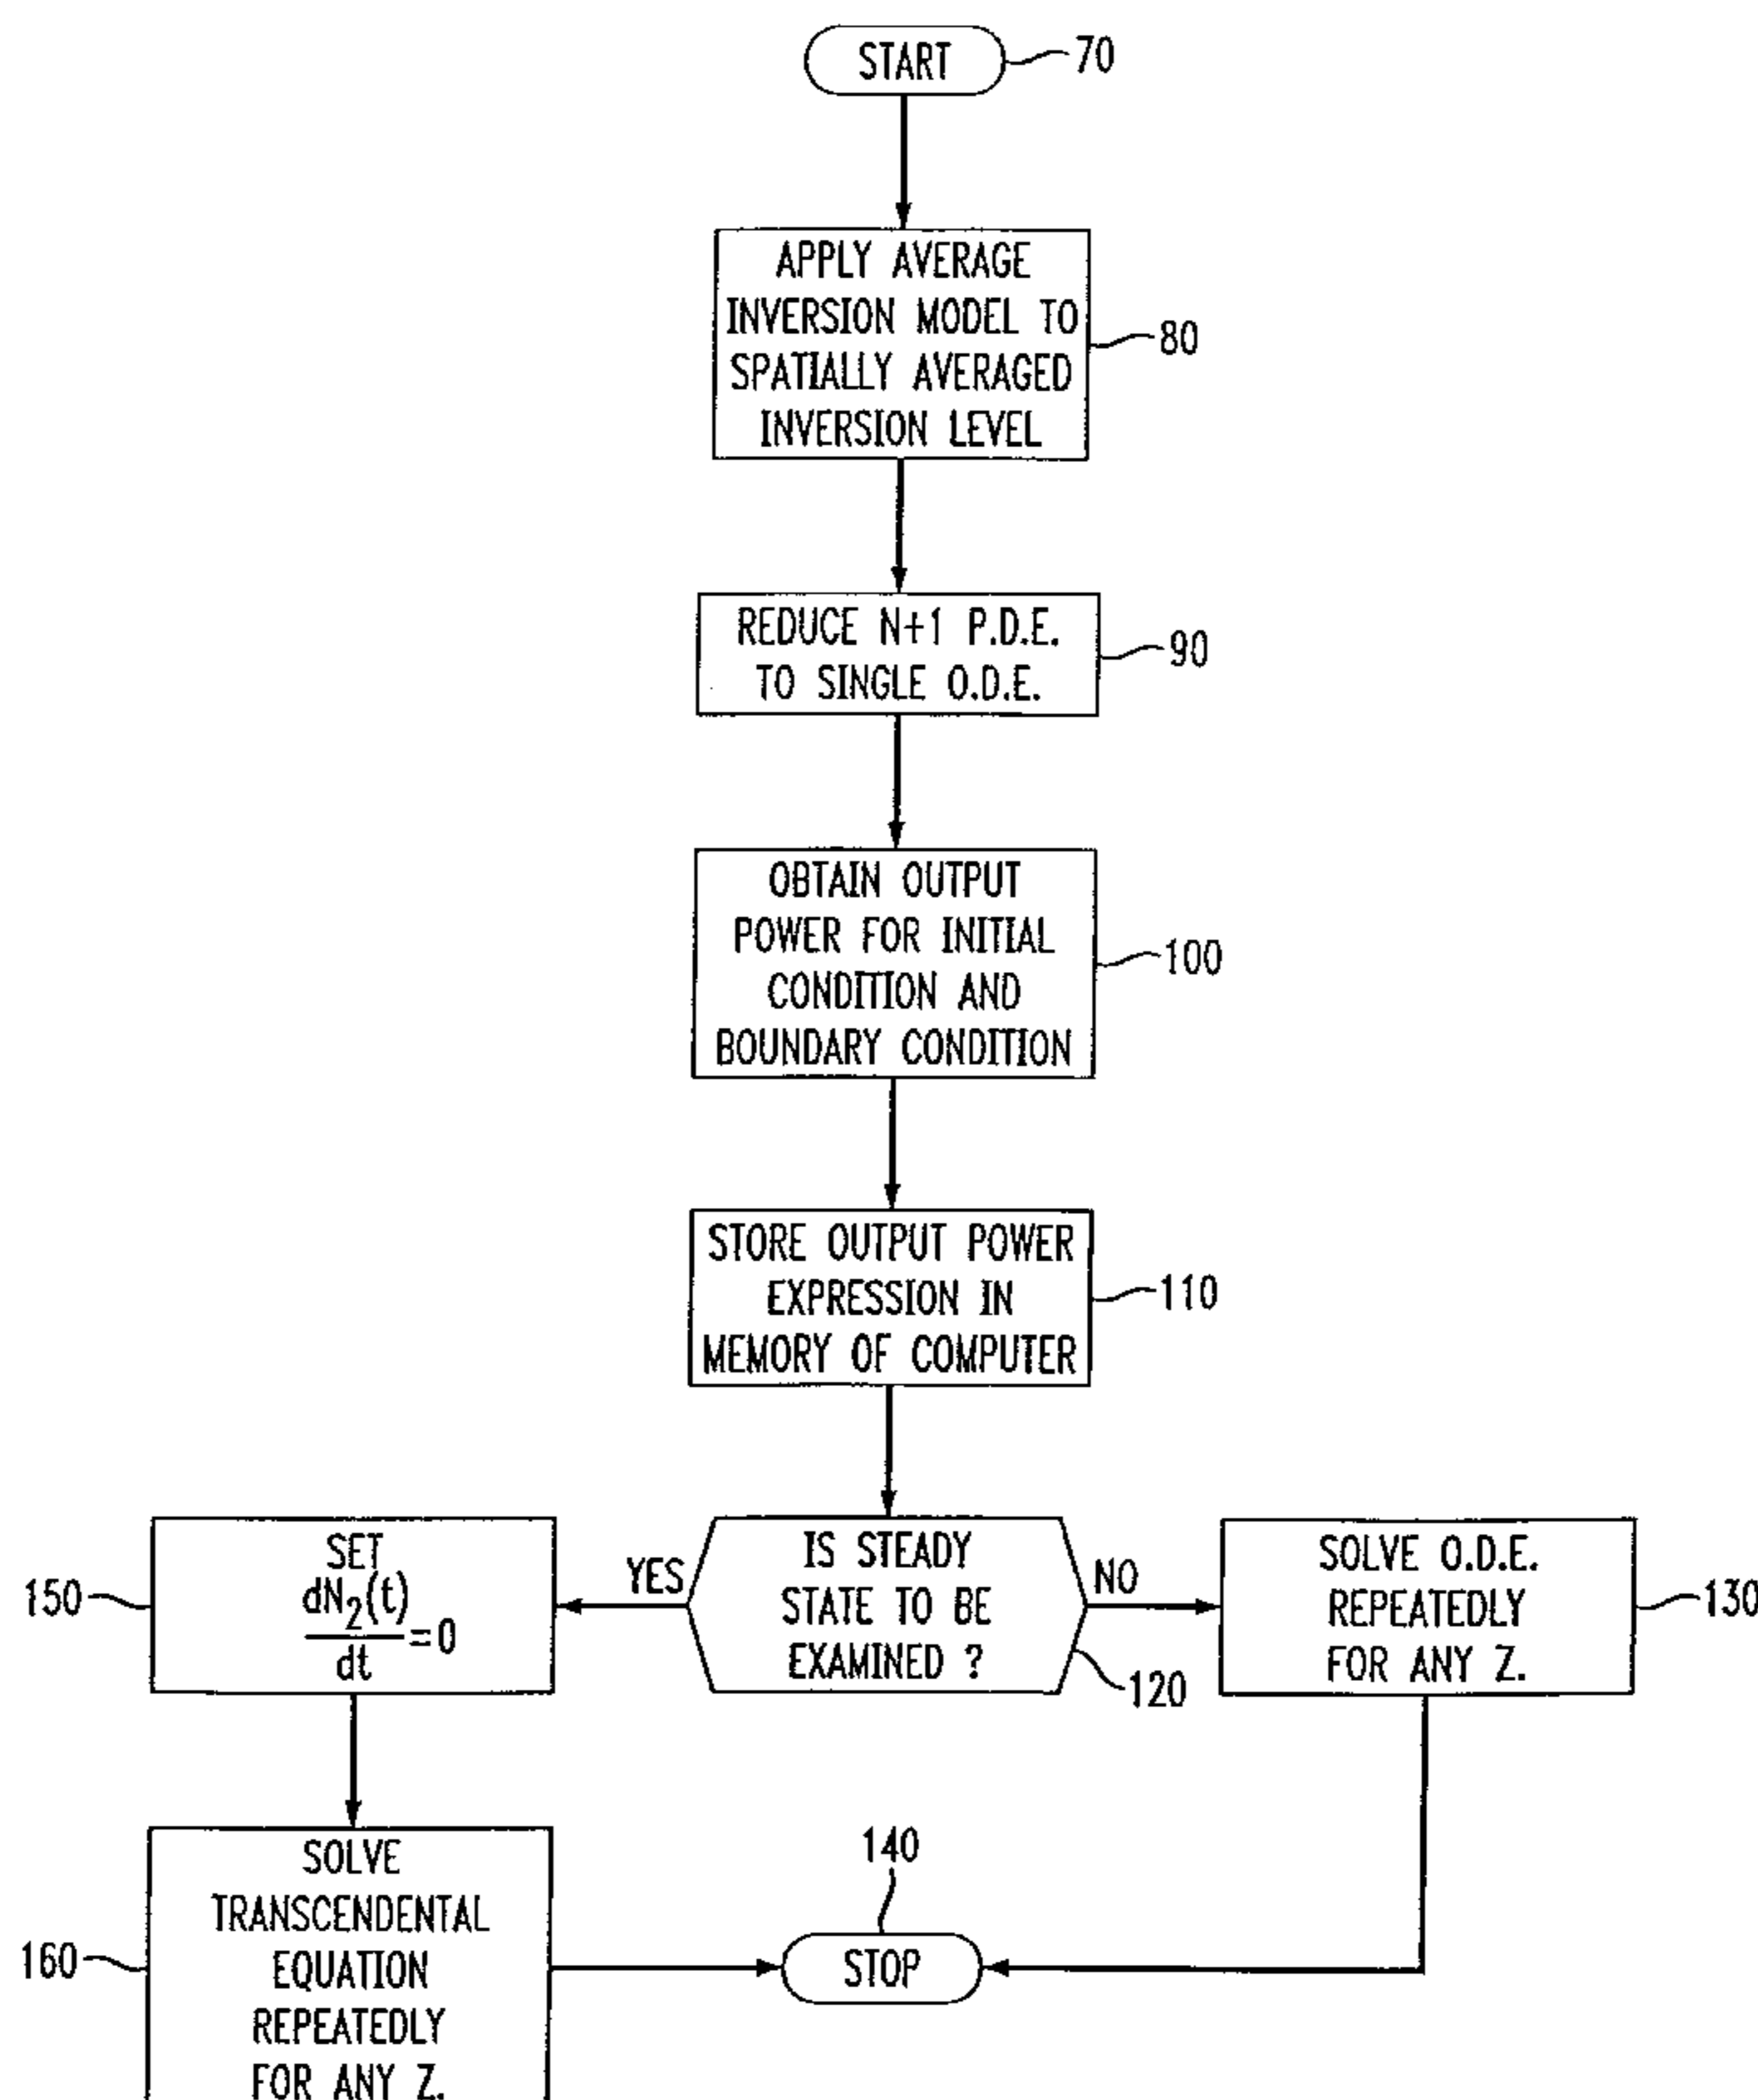 START
70
APPLY AVERAGE
INVERSION MODEL TO
SPATIALLY AVERAGED
INVERSION LEVEL
80
REDUCE N+1 P.D.E.
TO SINGLE O.D.E.
90
OBTAIN OUTPUT
POWER FOR INITIAL
CONDITION AND
BOUNDARY CONDITION
100
STORE OUTPUT POWER
EXPRESSION IN
MEMORY OF COMPUTER
110
IS STEADY
STATE TO BE
EXAMINED ?
120
YES
NO
SET
dN₂(t)
/dt = 0
150
SOLVE O.D.E.
REPEATEDLY
FOR ANY Z.
130
SOLVE
TRANSCENDENTAL
EQUATION
REPEATEDLY
FOR ANY Z.
160
140
STOP